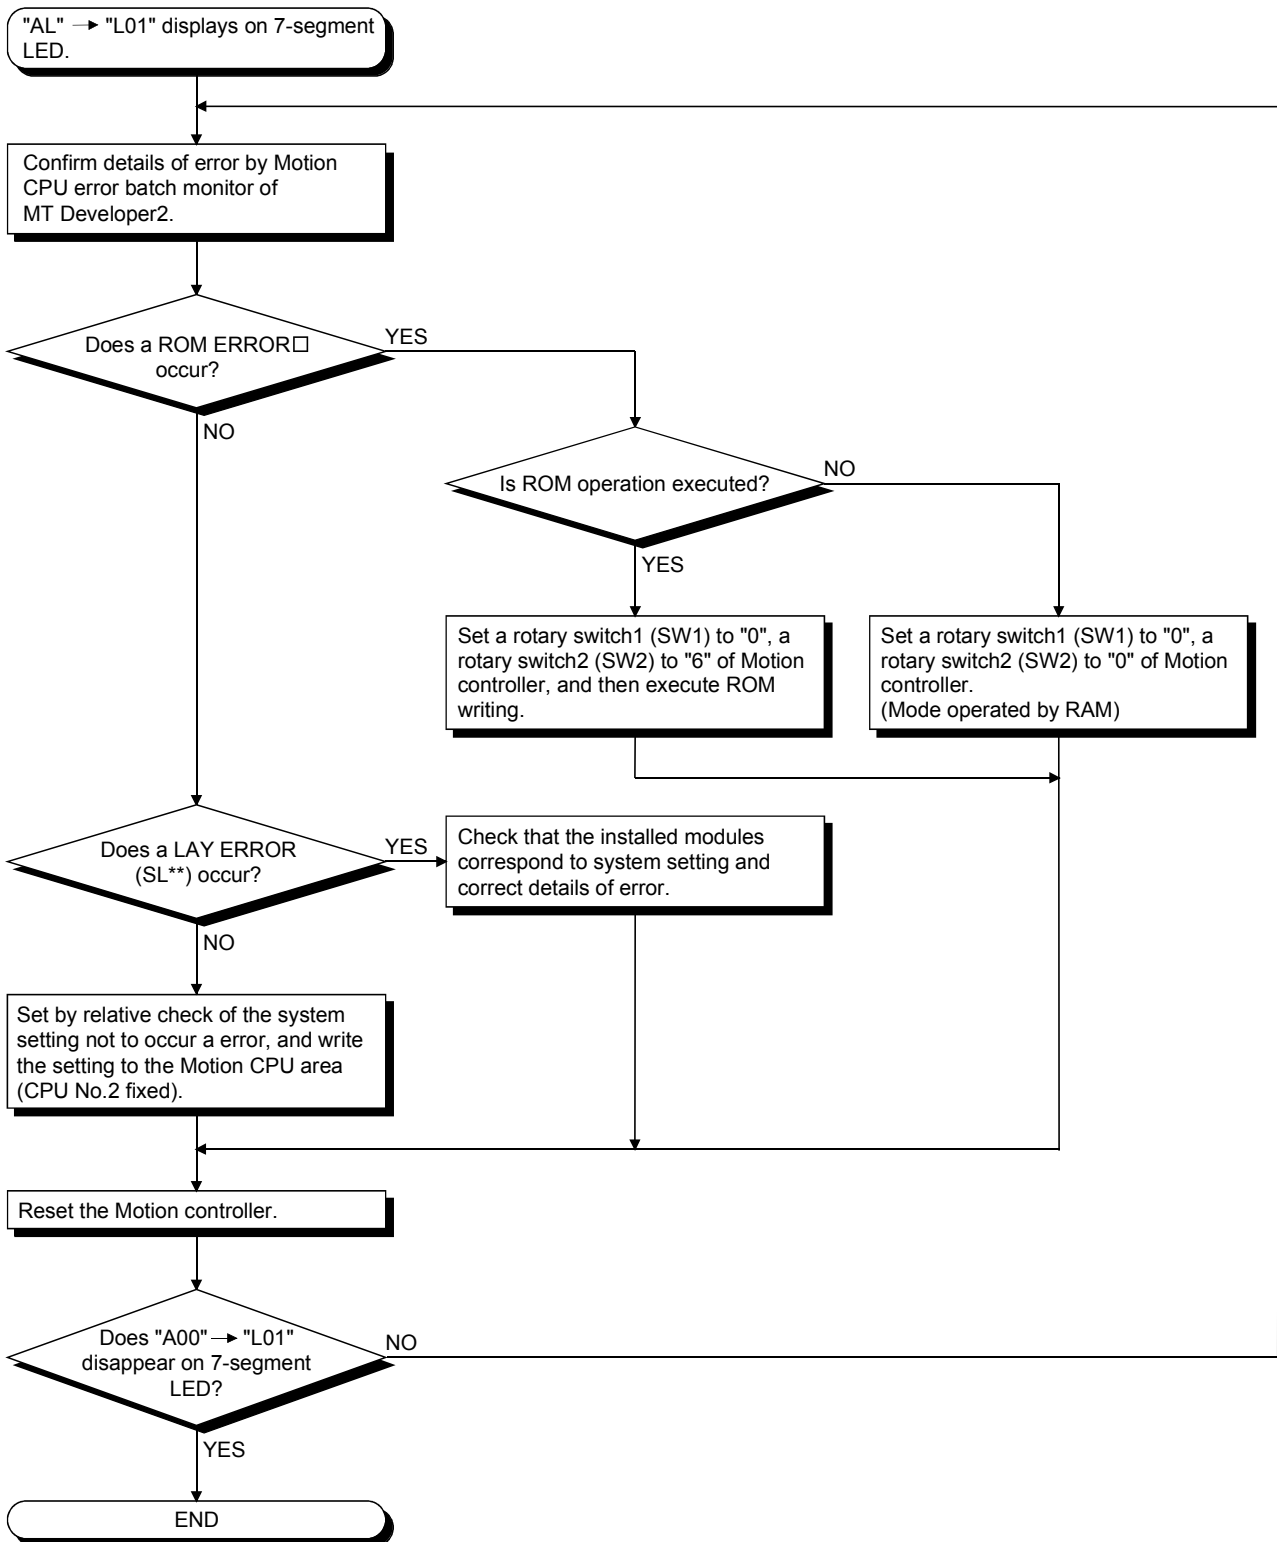 "AL" → "L01" displays on 7-segment
LED.
Confirm details of error by Motion
CPU error batch monitor of
MT Developer2.
Does a ROM ERROR□
occur?
YES
NO
Is ROM operation executed?
NO
YES
Set a rotary switch1 (SW1) to "0", a
rotary switch2 (SW2) to "6" of Motion
controller, and then execute ROM
writing.
Set a rotary switch1 (SW1) to "0", a
rotary switch2 (SW2) to "0" of Motion
controller.
(Mode operated by RAM)
Does a LAY ERROR
(SL**) occur?
YES
Check that the installed modules
correspond to system setting and
correct details of error.
NO
Set by relative check of the system
setting not to occur a error, and write
the setting to the Motion CPU area
(CPU No.2 fixed).
Reset the Motion controller.
Does "A00" → "L01"
disappear on 7-segment
LED?
NO
YES
END